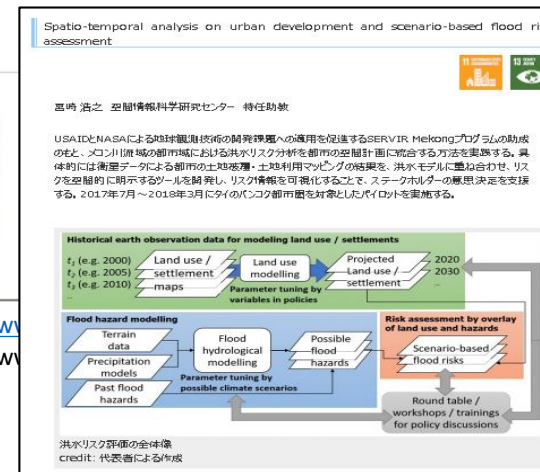 Spatio-temporal analysis on urban development and scenario-based flood ri
assessment
11
13
宮崎 浩之 空間情報科学研究センター 特任助教
USAIDとNASAによる地球観測技術の開発課題への適用を促進するSERVIR Mekongプログラムの助成
のもと、メコン川流域の都市域における洪水リスク分析を都市の空間計画に統合する方法を実践する。具
体的には衛星データによる都市の土地被覆・土地利用マッピングの結果を、洪水モデルに重ね合わせ、リス
クを空間的に明示するツールを開発し、リスク情報を可視化することで、ステークホルダーの意思決定を支援
する。2017年7月~2018年3月にタイのバンコク都市圏を対象としたパイロットを実施する。
Historical earth observation data for modeling land use / settlements
t₁ (e.g. 2000)
t₂ (e.g. 2005)
t₃ (e.g. 2010)
..
Land use /
settlement
maps
Land use
modelling
Parameter tuning by
variables in policies
Projected
Land use /
settlement
2020
2030
..
Flood hazard modelling
Terrain
data
Precipitation
models
Past flood
hazards
Flood
hydrological
modelling
Parameter tuning by
possible climate scenarios
Possible
flood
hazards
Risk assessment by overlay
of land use and hazards
Scenario-based
flood risks
Round table /
workshops / trainings
for policy discussions
洪水リスク評価の全体像
credit: 代表者による作成